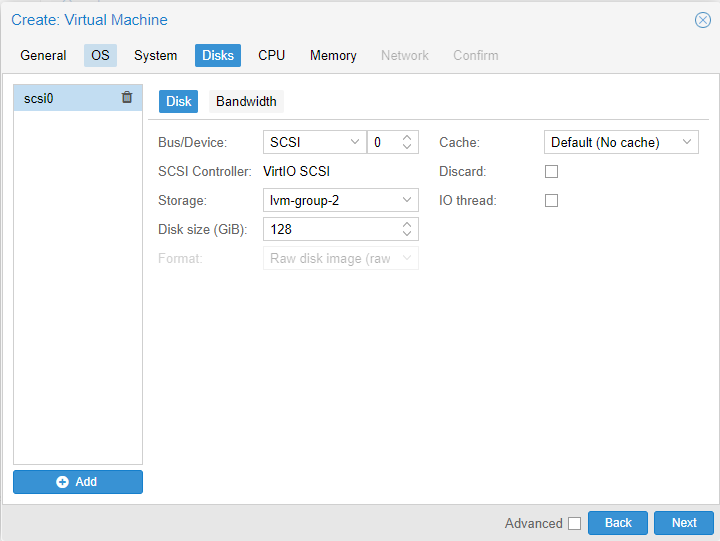 Create: Virtual Machine
General OS System Disks CPU Memory Network Confirm
scsi0
Disk Bandwidth
Bus/Device: SCSI 0 Cache: Default (No cache)
SCSI Controller: VirtIO SCSI Discard:
Storage: lvm-group-2 IO thread:
Disk size (GiB): 128
Format: Raw disk image (raw
Add
Advanced Back Next